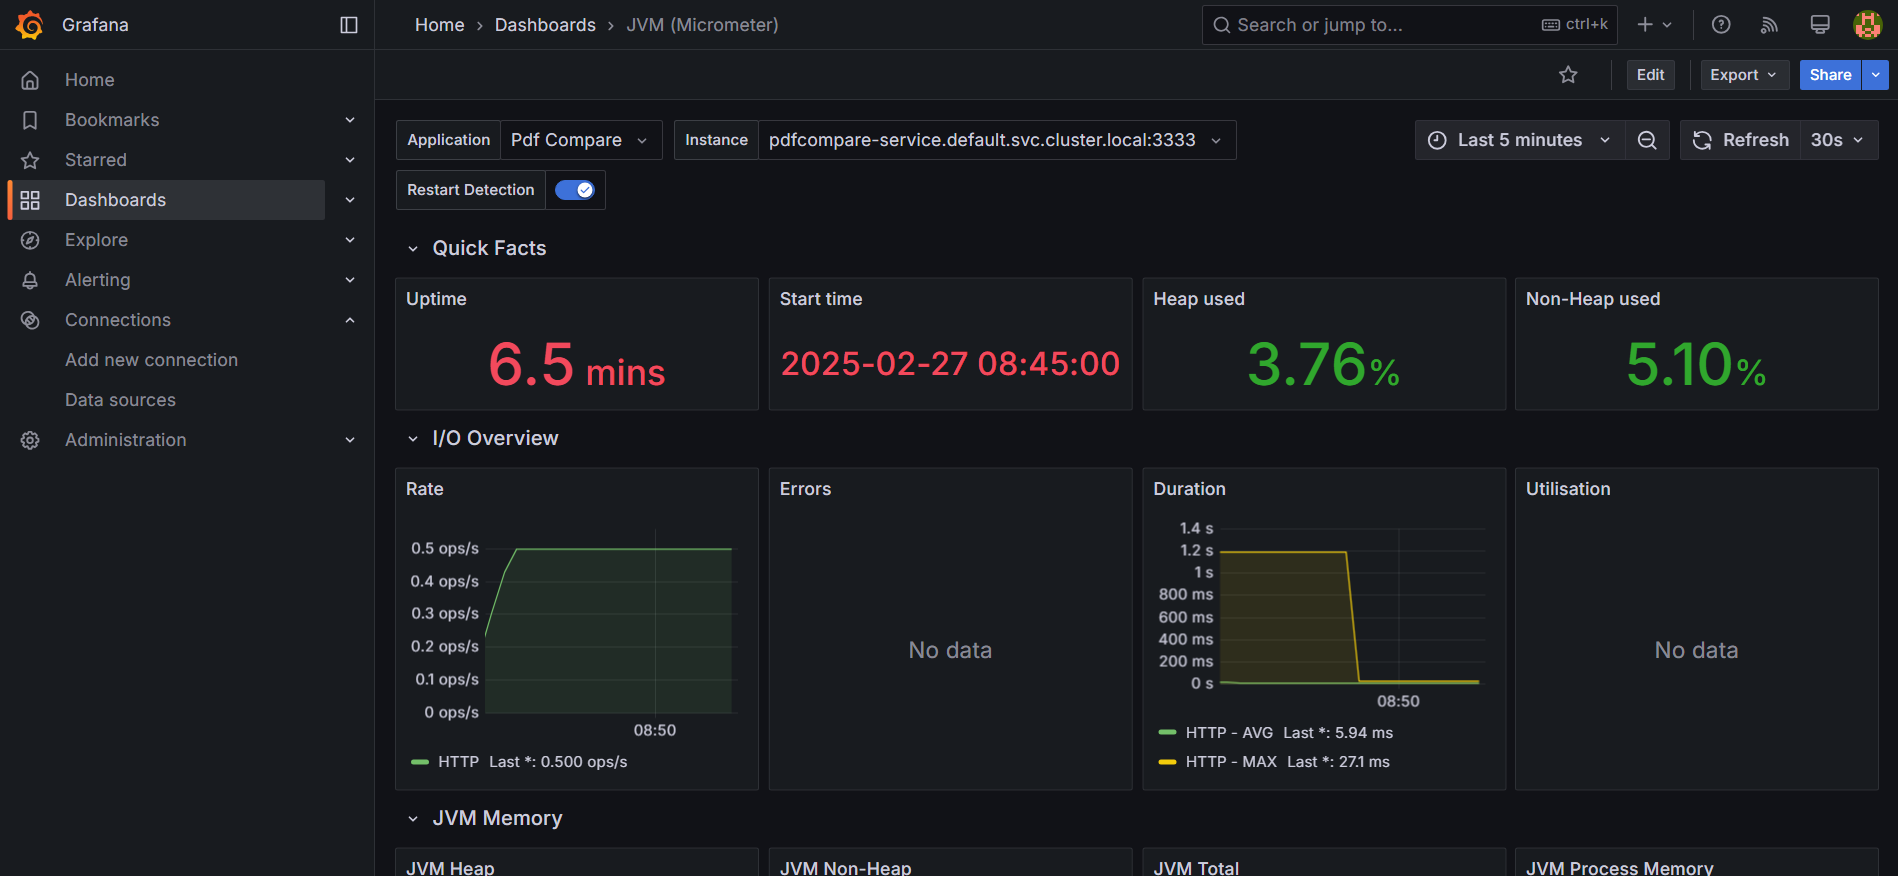 Grafana
Home
Bookmarks
Starred
Dashboards
Explore
Alerting
Connections
Add new connection
Data sources
Administration
Home › Dashboards › JVM (Micrometer)
Search or jump to... ctrl+k
Edit Export Share
Application Pdf Compare Instance pdfcompare-service.default.svc.cluster.local:3333 Last 5 minutes Refresh 30s
Restart Detection
Quick Facts
Uptime
6.5 mins
Start time
2025-02-27 08:45:00
Heap used
3.76%
Non-Heap used
5.10%
I/O Overview
Rate
0.5 ops/s
0.4 ops/s
0.3 ops/s
0.2 ops/s
0.1 ops/s
0 ops/s
08:50
HTTP Last *: 0.500 ops/s
Errors
No data
Duration
1.4 s
1.2 s
1 s
800 ms
600 ms
400 ms
200 ms
0 s
08:50
HTTP - AVG Last *: 5.94 ms
HTTP - MAX Last *: 27.1 ms
Utilisation
No data
JVM Memory
JVM Heap
JVM Non-Heap
JVM Total
JVM Process Memory